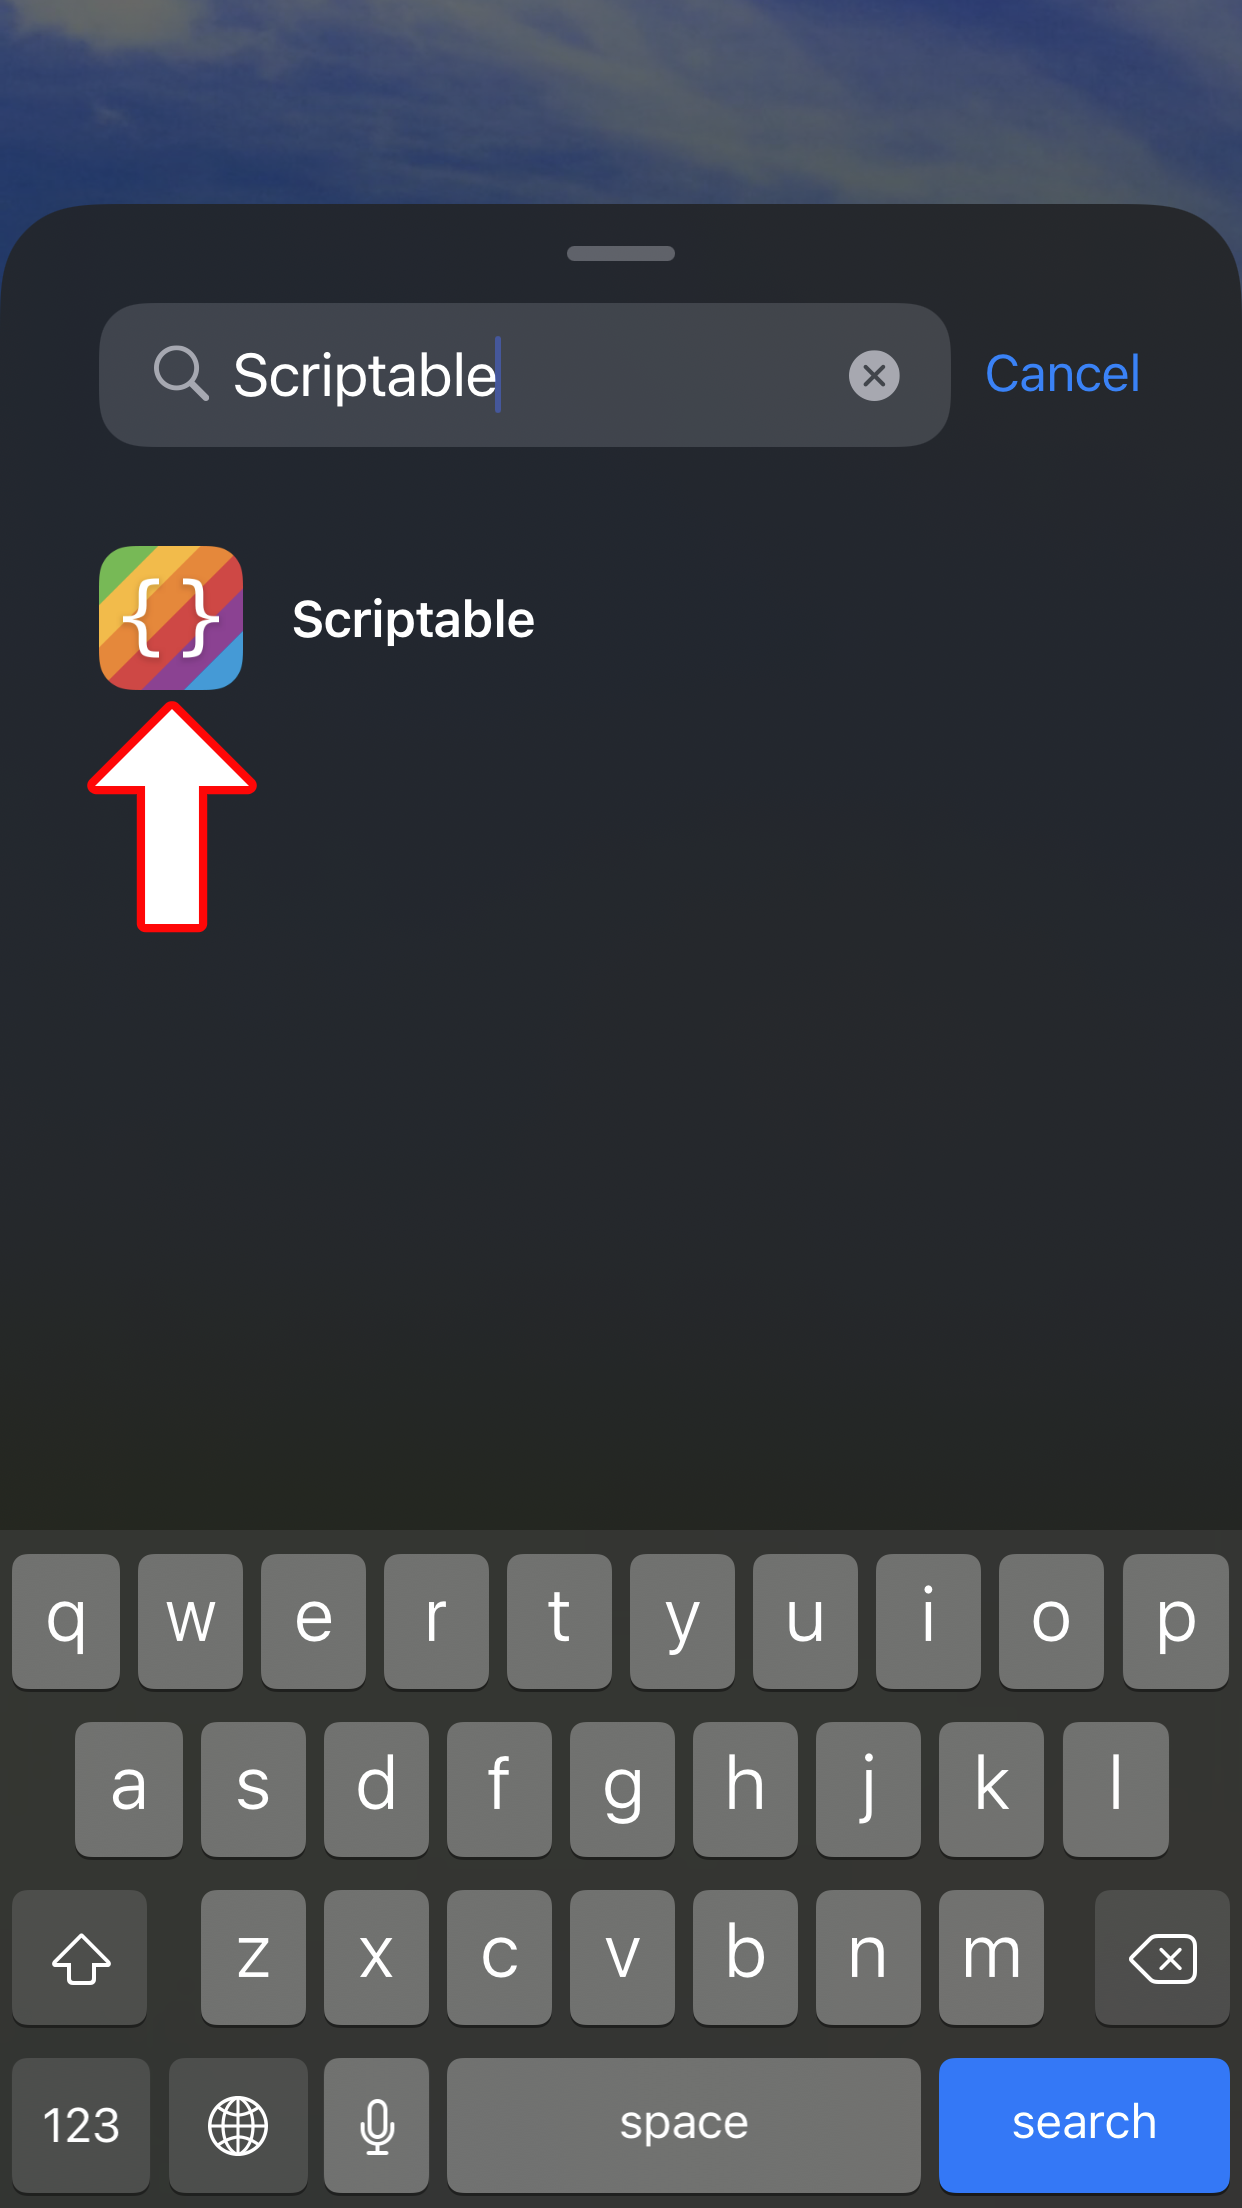 Scriptable
Cancel
{}
Scriptable
q w e r t y u i o p
a s d f g h j k l
z x c v b n m
123 space search